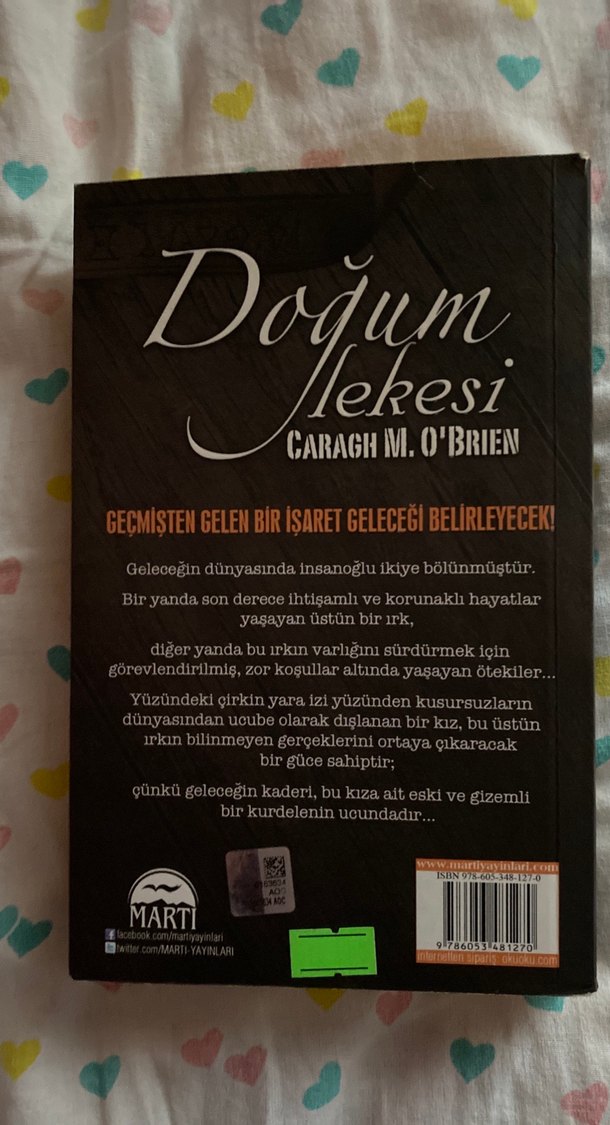 Doğum
lekesi
CARAGH M. O'BRIEN
GEÇMİŞTEN GELEN BİR İŞARET GELECEĞİ BELİRLEYECEK!
Geleceğin dünyasında insanoğlu ikiye bölünmüştür.
Bir yanda son derece ihtişamlı ve korunaklı hayatlar
yaşayan üstün bir ırk,
diğer yanda bu ırkın varlığını sürdürmek için
görevlendirilmiş, zor koşullar altında yaşayan ötekiler...
Yüzündeki çirkin yara izi yüzünden kusursuzların
dünyasından ucube olarak dışlanan bir kız, bu üstün
ırkın bilinmeyen gerçeklerini ortaya çıkaracak
bir güce sahiptir;
çünkü geleceğin kaderi, bu kıza ait eski ve gizemli
bir kurdelenin ucundadır...
MARTI
facebook.com/martiyayinlari
twitter.com/MARTI-YAYINLARI
www.martiyayinlari.com
ISBN 978-605-348-127-0
9 786053 481270
internetten sipariş: okuoku.com